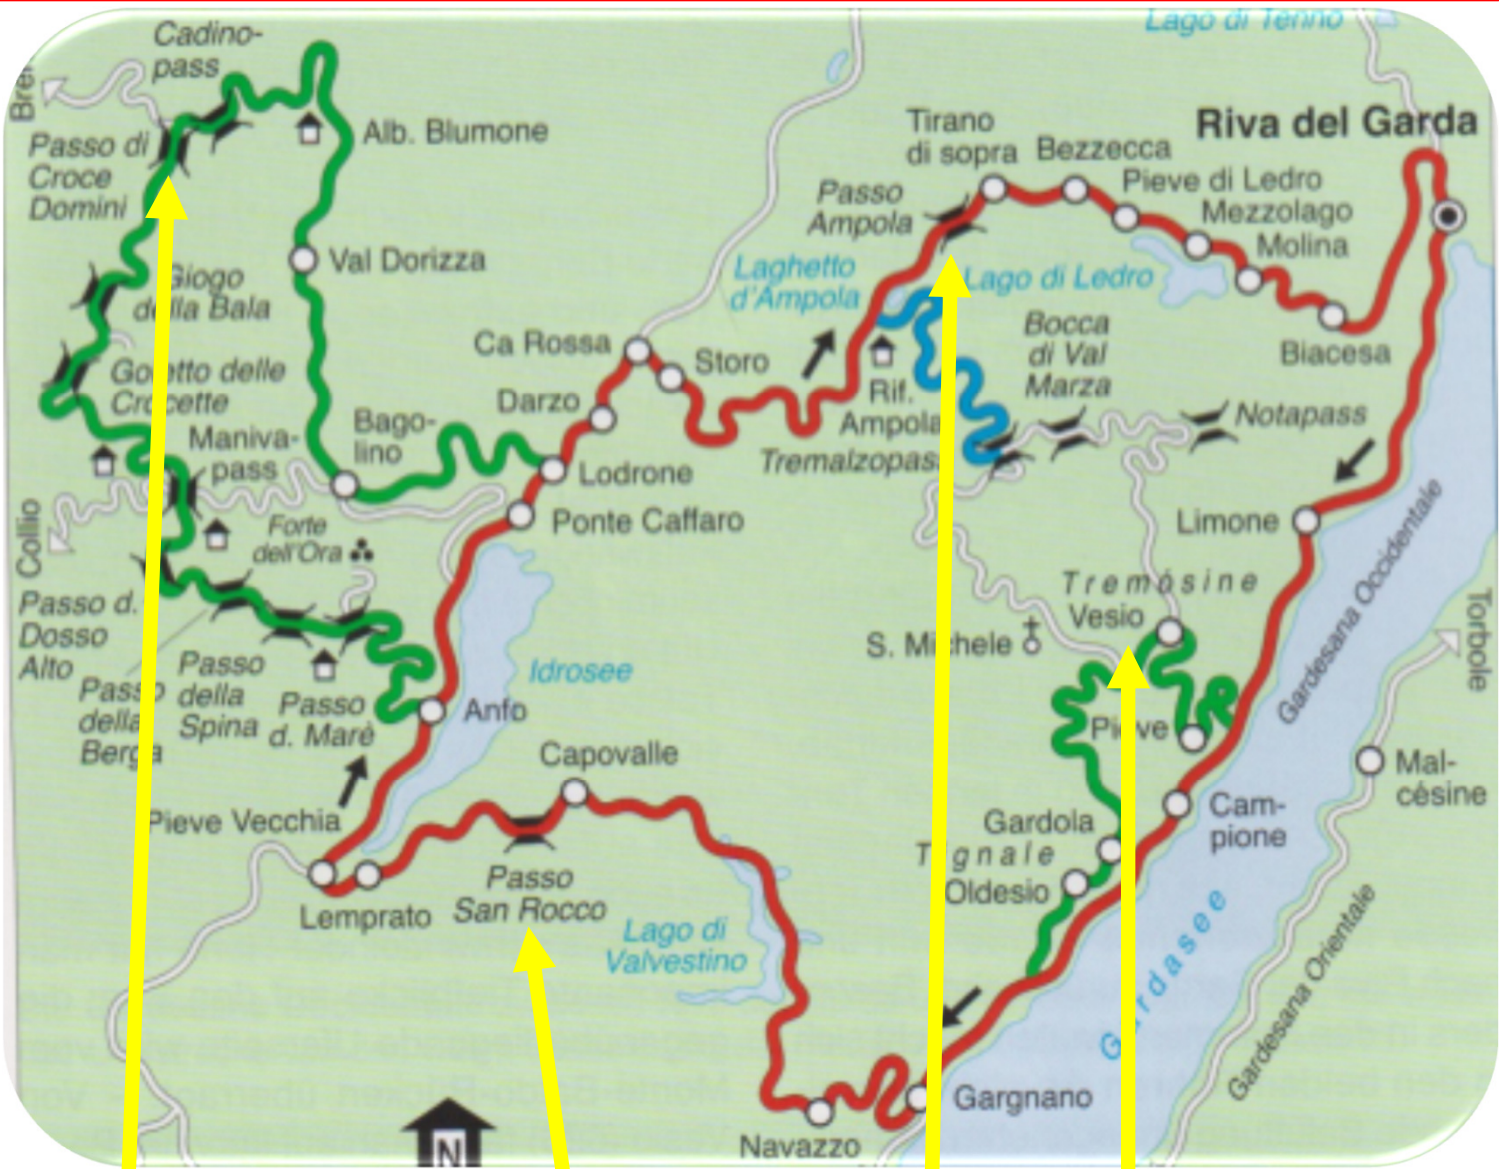 Lago di Tenno
Cadino-
pass
Bre
Riva del Garda
Passo di
Croce
Domini
Alb. Blumone
Tirano
di sopra
Bezzecca
Pieve di Ledro
Mezzolago
Molina
Passo
Ampola
Val Dorizza
Laghetto
d'Ampola
Lago di Ledro
Giogo
della Bala
Ca Rossa
Storo
Bocca
di Val
Marza
Biacesa
Goletto delle
Crocette
Darzo
Rif.
Ampola
Notapass
Maniva-
pass
Bago-
lino
Tremalzopass
Lodrone
Collio
Forte
dell'Ora
Ponte Caffaro
Limone
Gardesana Occidentale
Passo d.
Dosso
Alto
Tremósine
Vesio
Torbole
S. Michele
Passo
della
Berga
Passo
della
Spina
Passo
d. Marè
Idrosee
Anfo
Pieve
Capovalle
Mal-
césine
Pieve Vecchia
Gardola
Tignale
Oldesio
Cam-
pione
Lemprato
Passo
San Rocco
Lago di
Valvestino
Gardasee
Gardesana Orientale
Gargnano
Navazzo
N